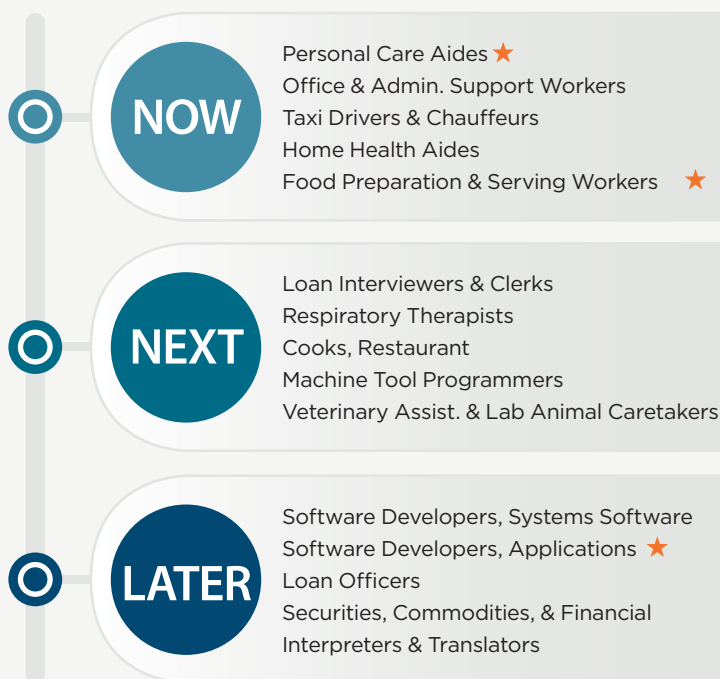 NOW
Personal Care Aides
Office & Admin. Support Workers
Taxi Drivers & Chauffeurs
Home Health Aides
Food Preparation & Serving Workers
NEXT
Loan Interviewers & Clerks
Respiratory Therapists
Cooks, Restaurant
Machine Tool Programmers
Veterinary Assist. & Lab Animal Caretakers
LATER
Software Developers, Systems Software
Software Developers, Applications
Loan Officers
Securities, Commodities, & Financial
Interpreters & Translators